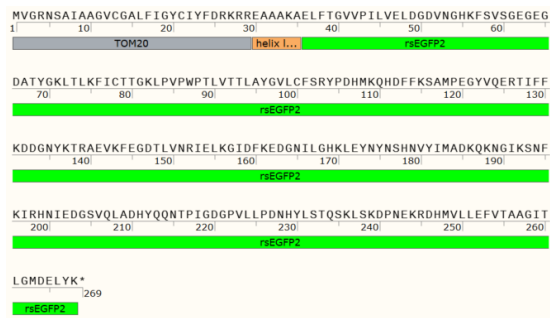 MVGRNSAIAAGVCGALFIGYCIYFDRKRREAAAKAELFTGVVPILVELDGDVNGHKFSVSGEGEG
1 10 20 30 40 50 60
TOM20 helix l... rsEGFP2
DATYGKLTLKFICTTGKLPVPWPTLVTTLAYGVLCFSRYPDHMKQHDFFKSAMPEGYVQERTIFF
70 80 90 100 110 120 130
rsEGFP2
KDDGNYKTRAEVKFEGDTLVNRIELKGIDFKEDGNILGHKLEYNYNSHNVYIMADKQKNGIKSNF
140 150 160 170 180 190
rsEGFP2
KIRHNIEDGSVQLADHYQQNTPIGDGPVLLPDNHYLSTQSKLSKDPNEKRDHMVLLEFVTAAGIT
200 210 220 230 240 250 260
rsEGFP2
LGMDELYK*
269
rsEGFP2